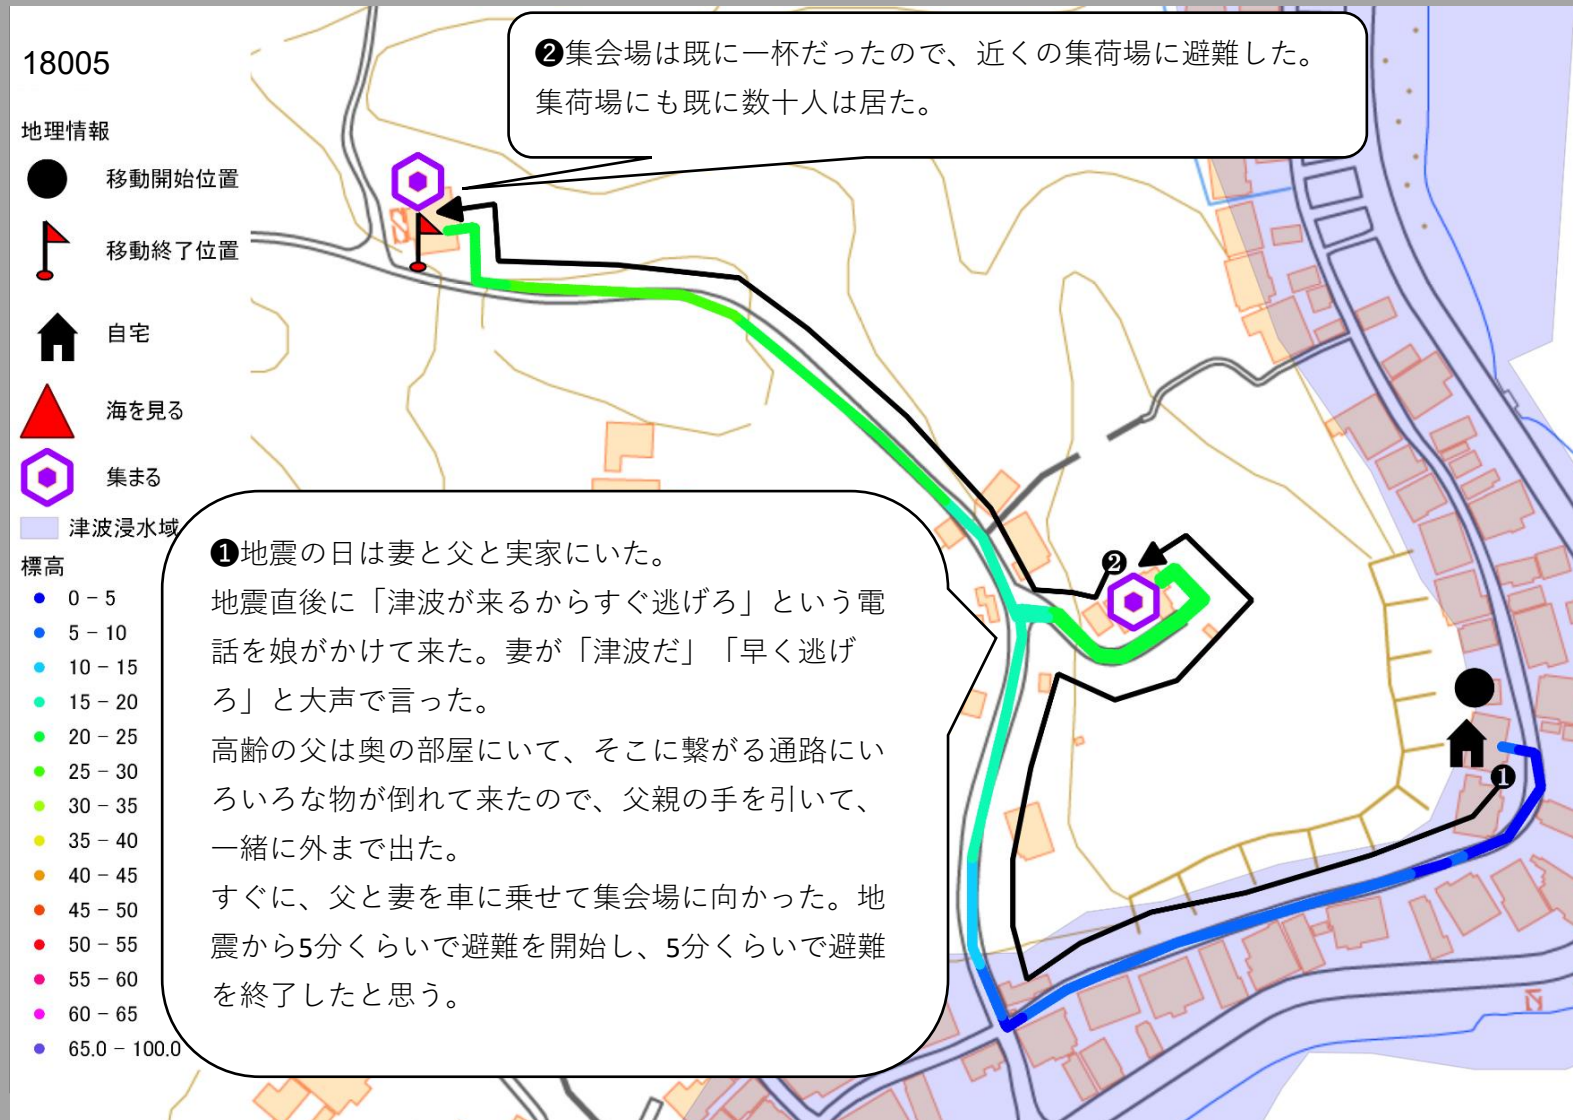 18005
地理情報
移動開始位置
移動終了位置
自宅
海を見る
集まる
津波浸水域
標高
0 – 5
5 – 10
10 – 15
15 – 20
20 – 25
25 – 30
30 – 35
35 – 40
40 – 45
45 – 50
50 – 55
55 – 60
60 – 65
65.0 – 100.0
❷集会場は既に一杯だったので、近くの集荷場に避難した。
集荷場にも既に数十人は居た。
❶地震の日は妻と父と実家にいた。
地震直後に「津波が来るからすぐ逃げろ」という電
話を娘がかけて来た。妻が「津波だ」「早く逃げ
ろ」と大声で言った。
高齢の父は奥の部屋にいて、そこに繋がる通路にい
ろいろな物が倒れて来たので、父親の手を引いて、
一緒に外まで出た。
すぐに、父と妻を車に乗せて集会場に向かった。地
震から5分くらいで避難を開始し、5分くらいで避難
を終了したと思う。
❷
❶